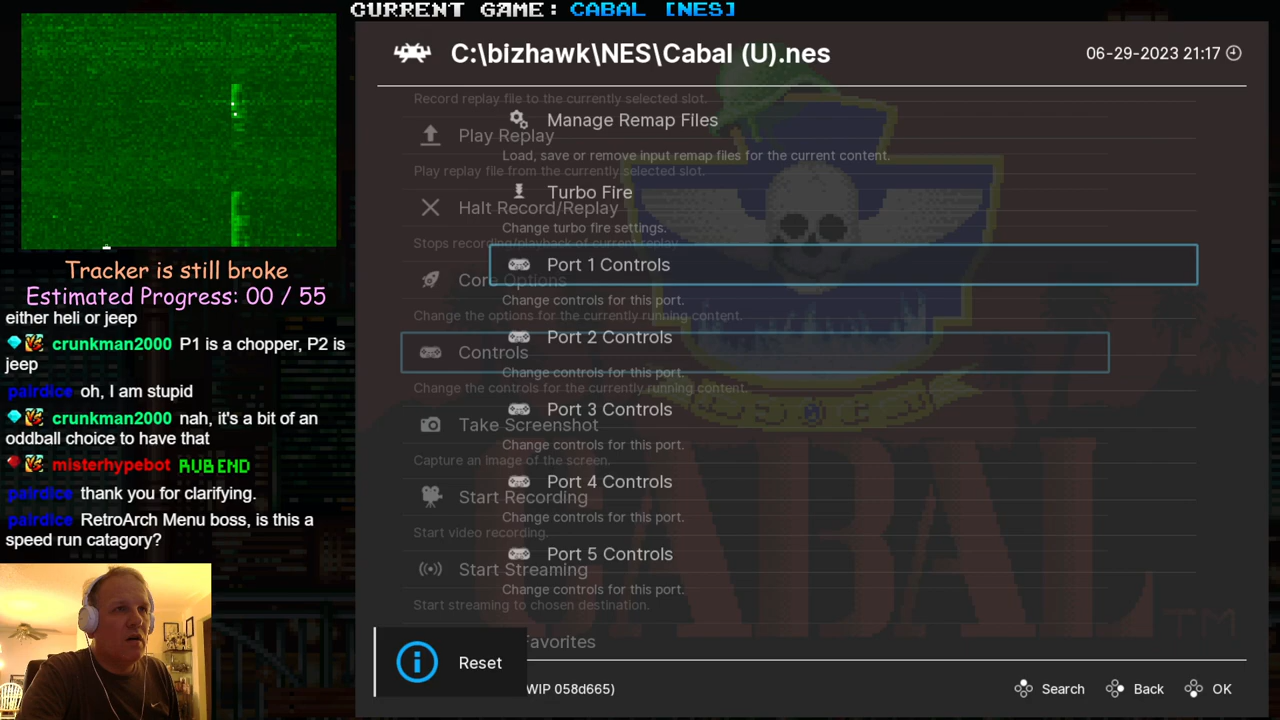 CURRENT GAME: CABAL [NES]
C:\bizhawk\NES\Cabal (U).nes
06-29-2023 21:17
Record replay file to the currently selected slot.
Manage Remap Files
Play Replay
Load, save or remove input remap files for the current content.
Play replay file from the currently selected slot.
Turbo Fire
Halt Record/Replay
Change turbo fire settings.
Stops recording/playback of current replay.
Port 1 Controls
Core Options
Change controls for this port.
Change the options for the currently running content.
Port 2 Controls
Controls
Change controls for this port.
Change the controls for the currently running content.
Port 3 Controls
Take Screenshot
Change controls for this port.
Capture an image of the screen.
Port 4 Controls
Start Recording
Change controls for this port.
Start video recording.
Port 5 Controls
Start Streaming
Change controls for this port.
Start streaming to chosen destination.
Favorites
CABAL™
Reset
WIP 058d665)
Search
Back
OK
Tracker is still broke
Estimated Progress: 00 / 55
either heli or jeep
crunkman2000 P1 is a chopper, P2 is
jeep
pairdice oh, I am stupid
crunkman2000 nah, it's a bit of an
oddball choice to have that
misterhypebot RUB END
pairdice thank you for clarifying.
pairdice RetroArch Menu boss, is this a
speed run catagory?